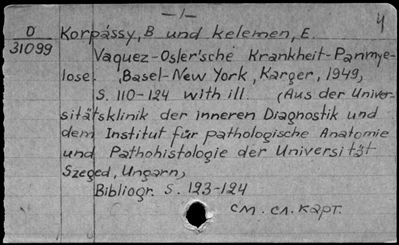 -1-
4
D
31099
Korpássy, B und Kelemen, E.
Vaquez-Osler'sche Krankheit-Panmye-
lose. Basel-New York, Karger, 1949,
S. 110-124 with ill. (Aus der Univer-
sitätsklinik der inneren Diagnostik und
dem Institut für pathologische Anatomie
und Pathohistologie der Universität
Szeged, Ungarn)
Bibliogr. S. 123-124
см. сл. карт.